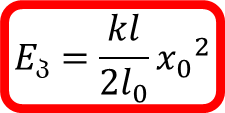 E₃ = kl / 2l₀ x₀²